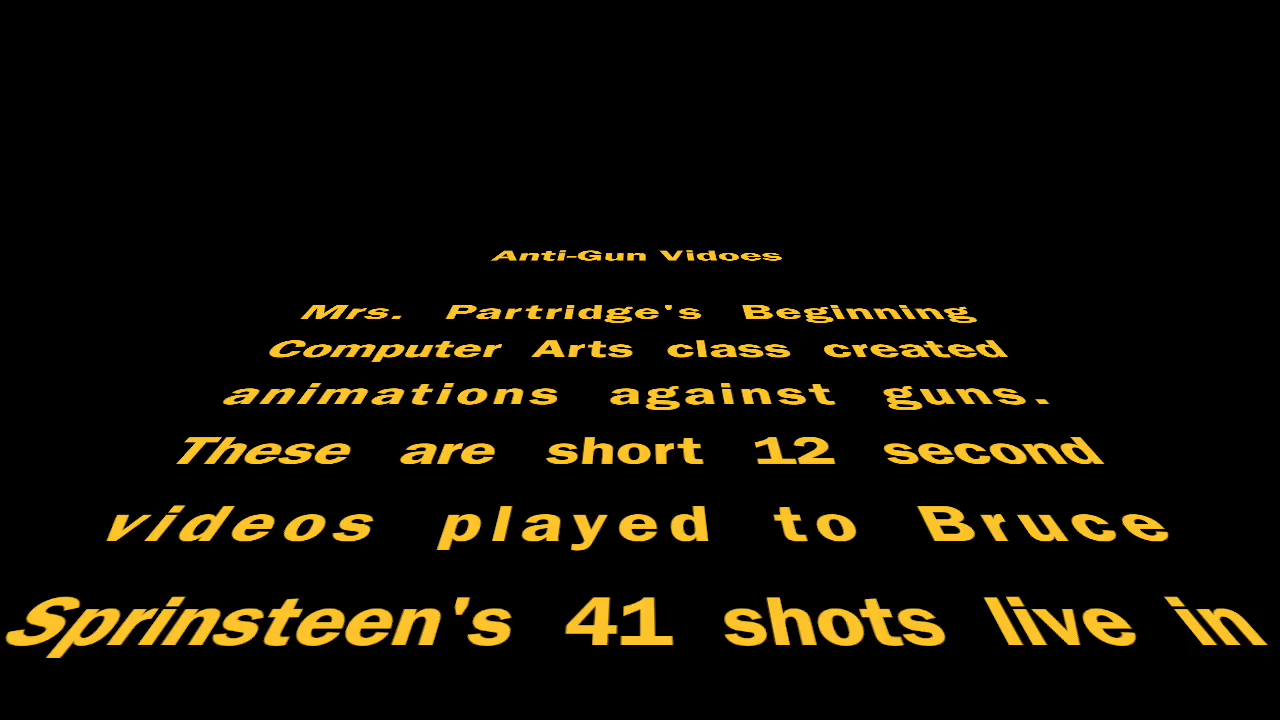 Anti-Gun Vidoes
Mrs. Partridge's Beginning
Computer Arts class created
animations against guns.
These are short 12 second
videos played to Bruce
Sprinsteen's 41 shots live in